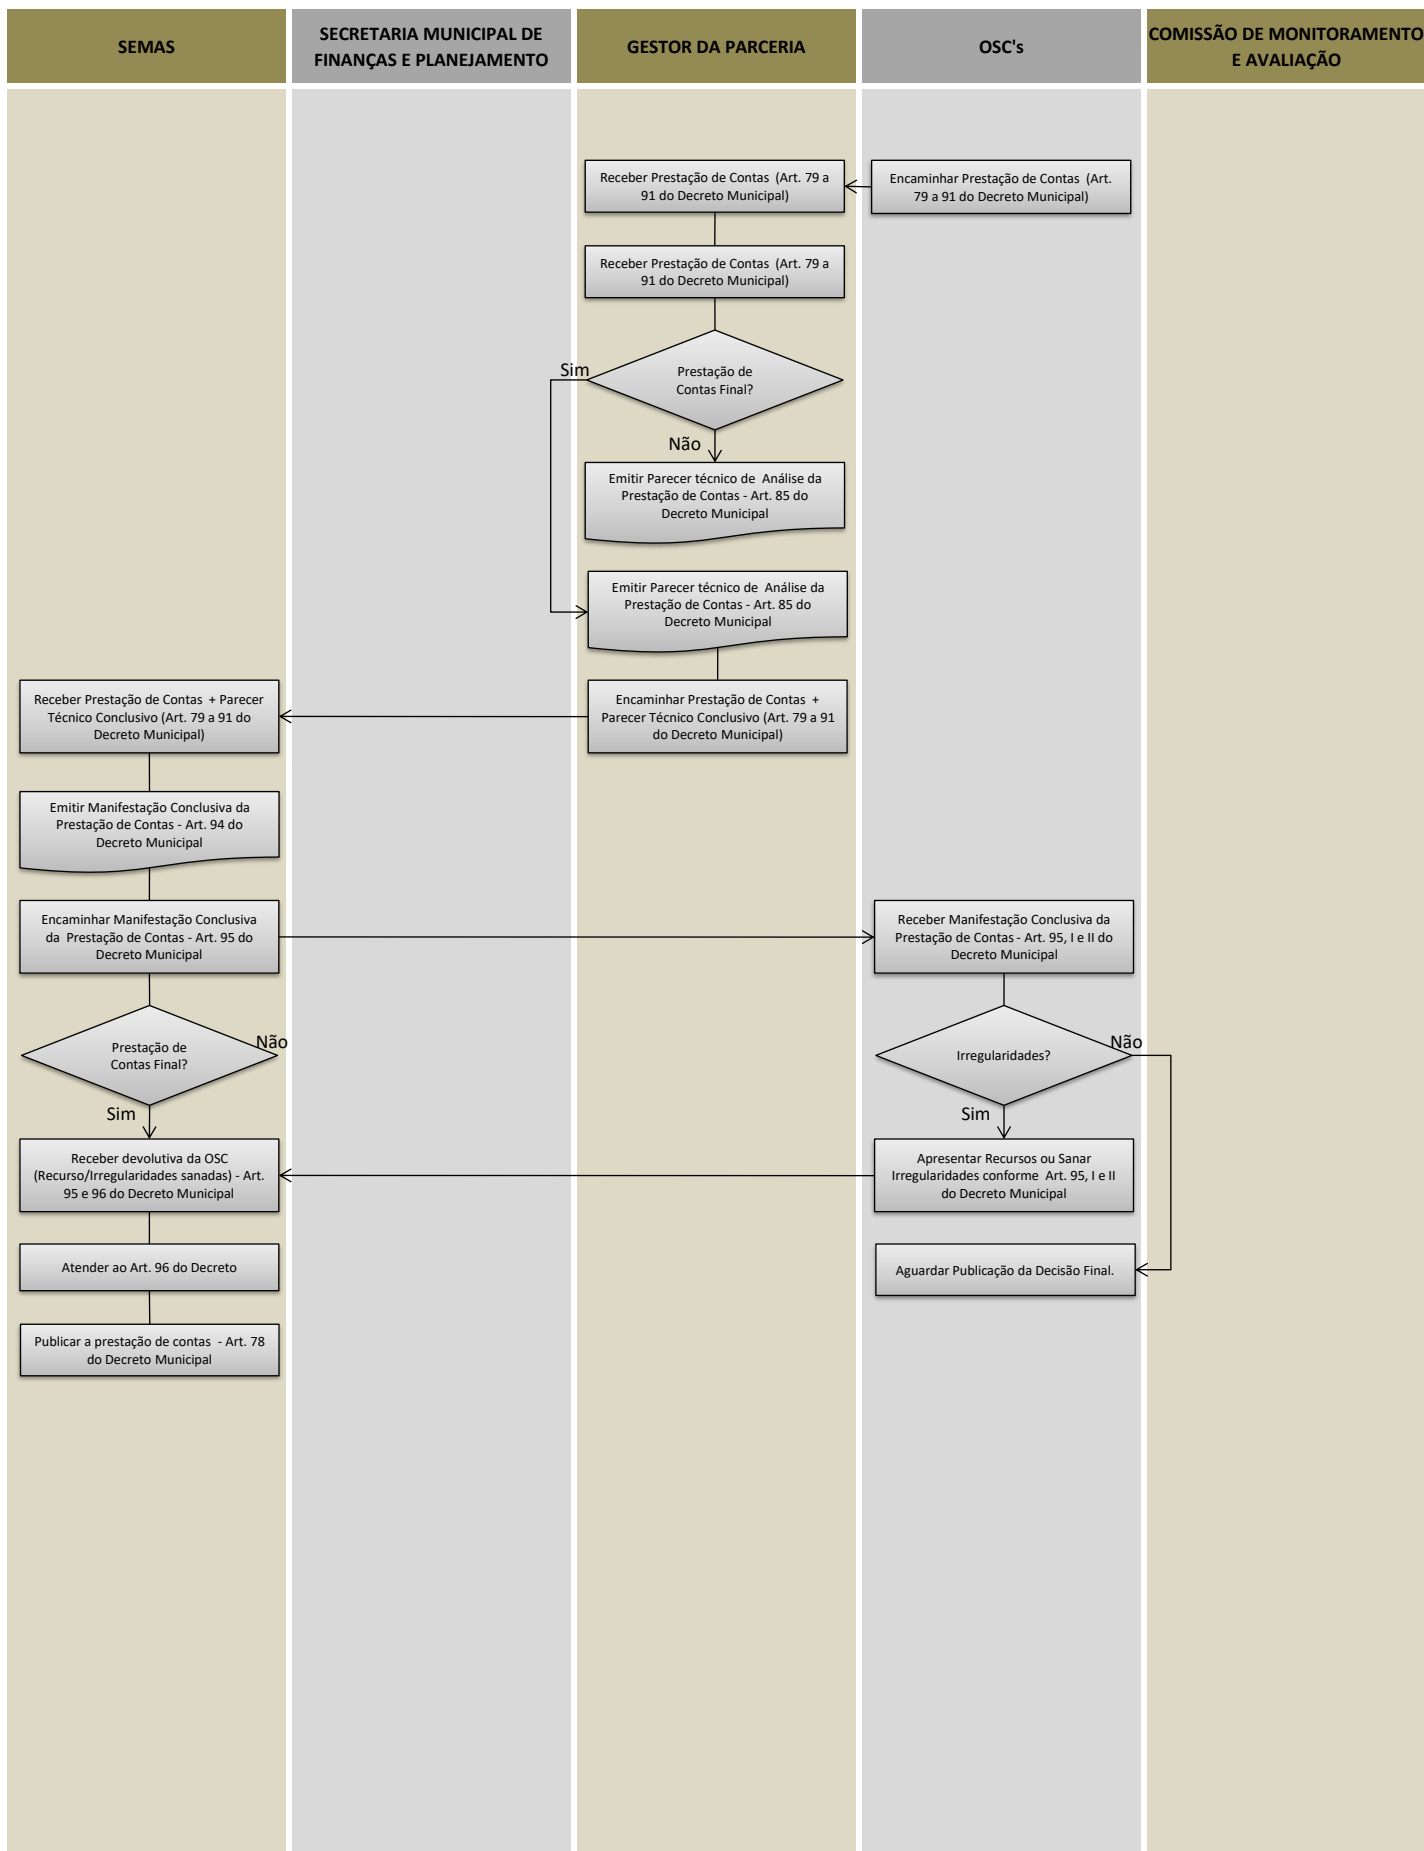 SEMAS
SECRETARIA MUNICIPAL DE
FINANÇAS E PLANEJAMENTO
GESTOR DA PARCERIA
OSC's
COMISSÃO DE MONITORAMENTO
E AVALIAÇÃO
Receber Prestação de Contas (Art. 79 a
91 do Decreto Municipal)
Encaminhar Prestação de Contas (Art.
79 a 91 do Decreto Municipal)
Receber Prestação de Contas (Art. 79 a
91 do Decreto Municipal)
Sim
Prestação de
Contas Final?
Não
Emitir Parecer técnico de Análise da
Prestação de Contas - Art. 85 do
Decreto Municipal
Emitir Parecer técnico de Análise da
Prestação de Contas - Art. 85 do
Decreto Municipal
Receber Prestação de Contas + Parecer
Técnico Conclusivo (Art. 79 a 91 do
Decreto Municipal)
Encaminhar Prestação de Contas +
Parecer Técnico Conclusivo (Art. 79 a 91
do Decreto Municipal)
Emitir Manifestação Conclusiva da
Prestação de Contas - Art. 94 do
Decreto Municipal
Encaminhar Manifestação Conclusiva
da Prestação de Contas - Art. 95 do
Decreto Municipal
Receber Manifestação Conclusiva da
Prestação de Contas - Art. 95, I e II do
Decreto Municipal
Prestação de
Contas Final?
Não
Sim
Irregularidades?
Não
Sim
Receber devolutiva da OSC
(Recurso/Irregularidades sanadas) - Art.
95 e 96 do Decreto Municipal
Apresentar Recursos ou Sanar
Irregularidades conforme Art. 95, I e II
do Decreto Municipal
Atender ao Art. 96 do Decreto
Aguardar Publicação da Decisão Final.
Publicar a prestação de contas - Art. 78
do Decreto Municipal